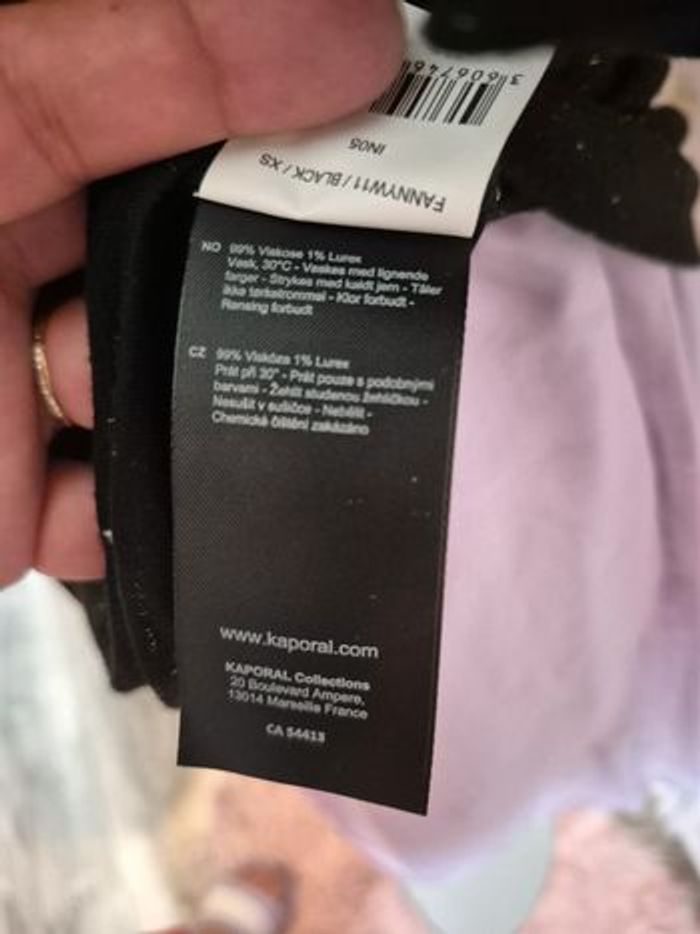 3 606746
IN05
FANNYW11 / BLACK / XS
NO 99% Viskose 1% Lurex
Vask, 30°C - Vaskes med lignende
farger - Strykes med kaldt jern - Tåler
ikke tørketrommel - Klor forbudt -
Rensing forbudt
CZ 99% Viskóza 1% Lurex
Prát při 30° - Prát pouze s podobnými
barvami - Žehlit studenou žehličkou -
Nesušit v sušičce - Nebělit -
Chemické čištění zakázáno
www.kaporal.com
KAPORAL Collections
20 Boulevard Ampere,
13014 Marseille France
CA 54413